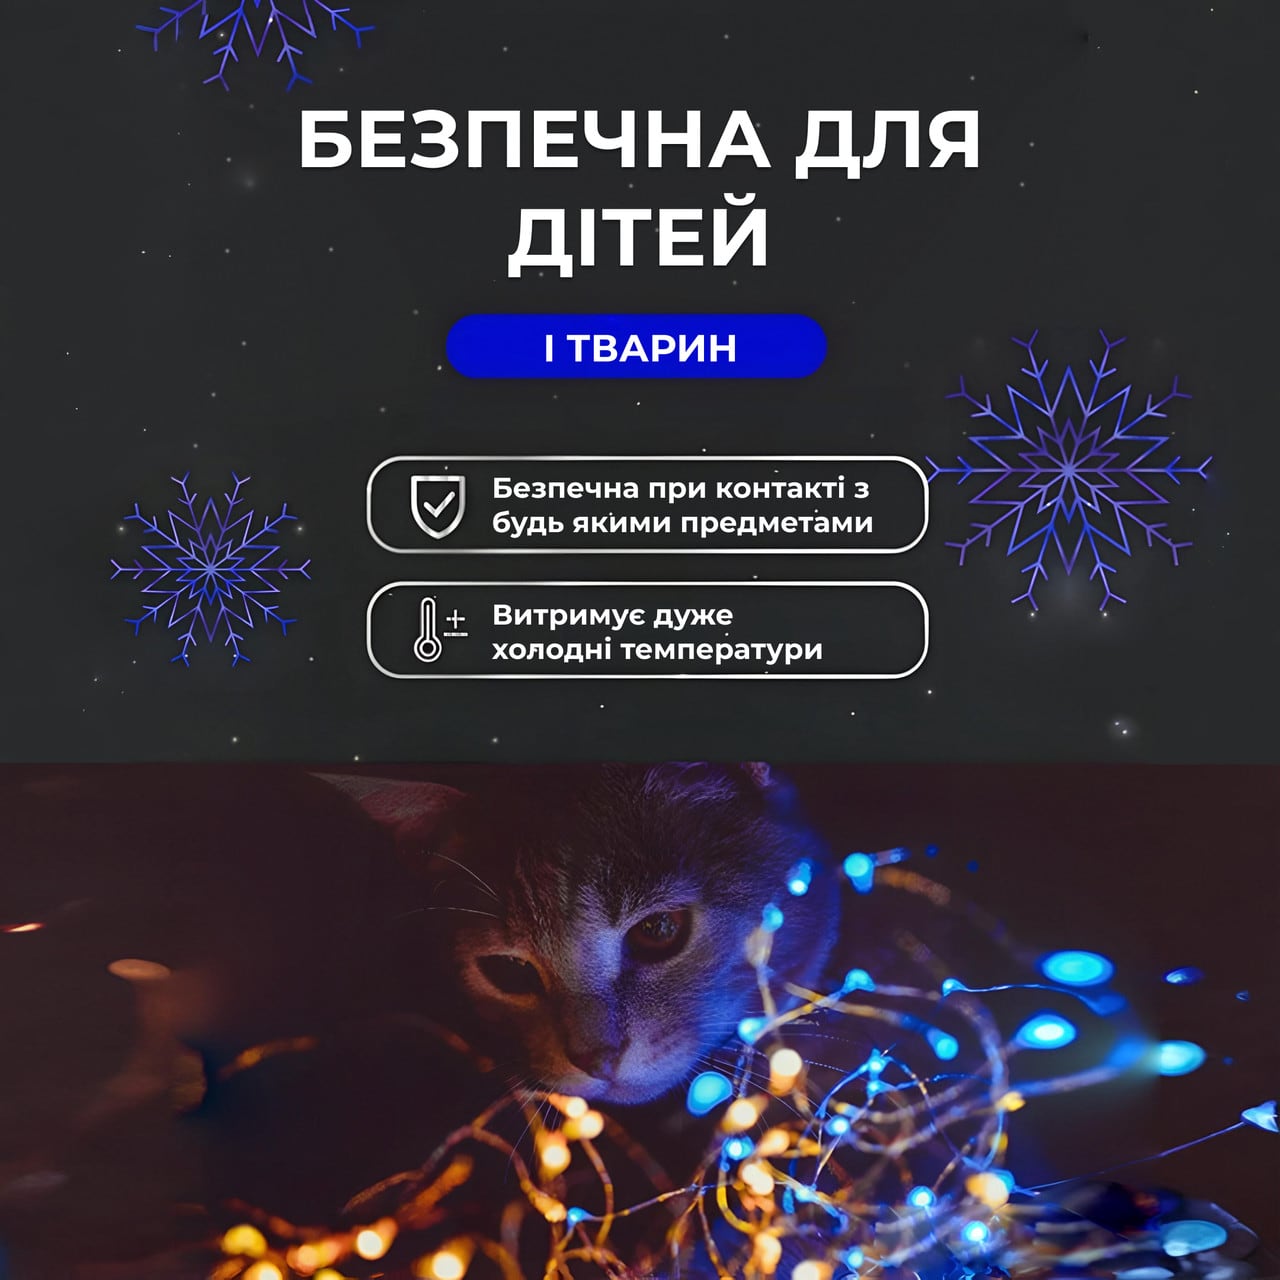 БЕЗПЕЧНА ДЛЯ
ДІТЕЙ
І ТВАРИН
Безпечна при контакті з
будь якими предметами
Витримує дуже
холодні температури